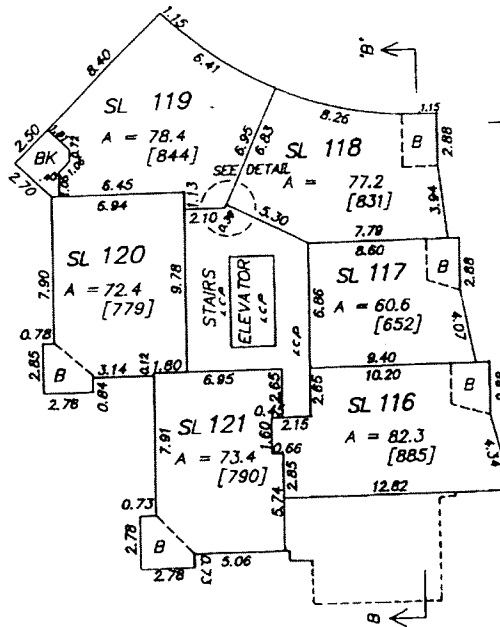 1.15
8.40
6.41
'B'
SL 119
A = 78.4
[844]
6.95
6.83
8.26
1.15
B
2.88
SL 118
A = 77.2
[831]
SEE DETAIL
2.50
BK
2.70
6.45
6.94
1.13
2.10
5.30
3.94
7.79
8.60
SL 120
A = 72.4
[779]
7.90
9.78
STAIRS
LCP
ELEVATOR
LCP
LCP
6.86
SL 117
A = 60.6
[652]
B
2.88
4.07
0.78
2.85
B
2.78
3.14
0.84
0.12
1.80
6.95
2.65
9.40
10.20
2.85
2.15
SL 116
A = 82.3
[885]
B
4.34
SL 121
A = 73.4
[790]
7.91
1.60
0.66
2.85
5.74
12.82
0.73
2.78
B
2.78
0.73
5.06
'B'